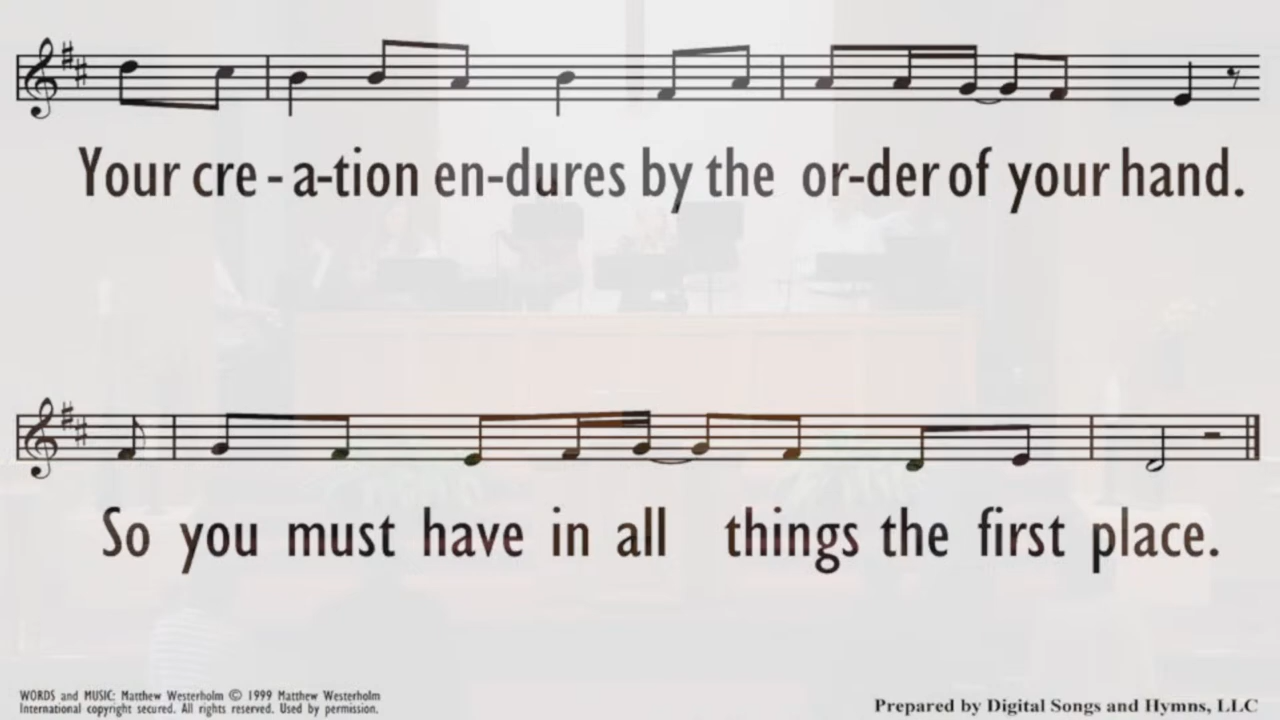 Your cre - a-tion en-dures by the or-der of your hand.
So you must have in all things the first place.
WORDS and MUSIC: Matthew Westerholm © 1999 Matthew Westerholm
International copyright secured. All rights reserved. Used by permission.
Prepared by Digital Songs and Hymns, LLC